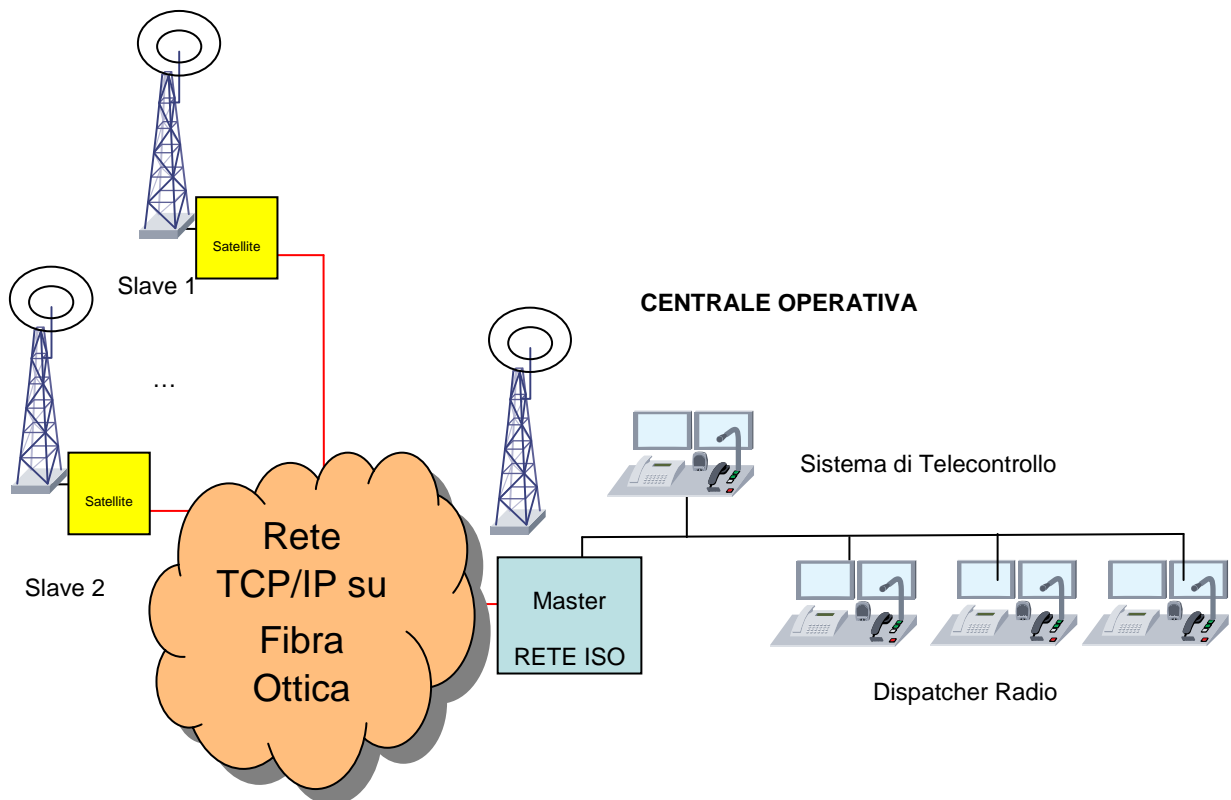 Satellite
Slave 1
CENTRALE OPERATIVA
…
Sistema di Telecontrollo
Satellite
Slave 2
Rete
TCP/IP su
Fibra
Ottica
Master
RETE ISO
Dispatcher Radio